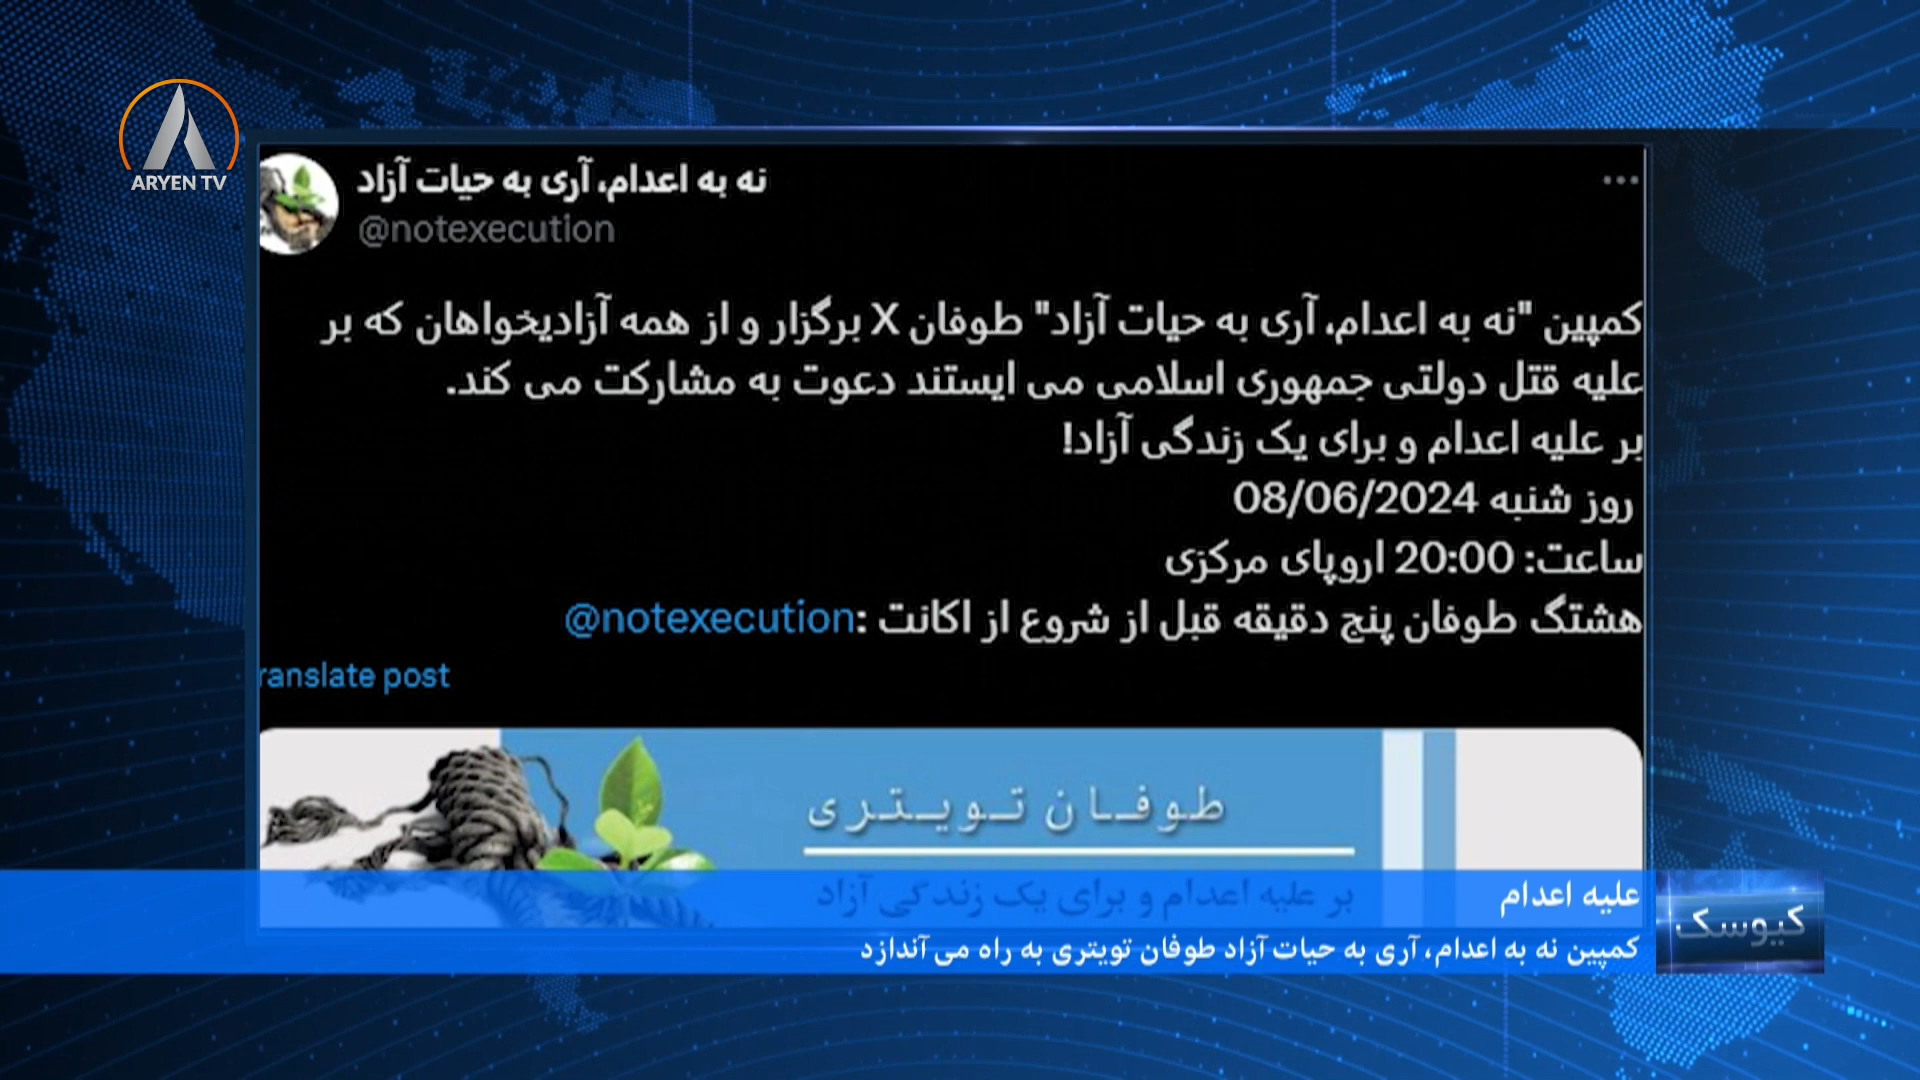 ARYEN TV
نه به اعدام، آری به حیات آزاد
@notexecution
کمپین "نه به اعدام، آری به حیات آزاد" طوفان X برگزار و از همه آزادیخواهان که بر
علیه قتل دولتی جمهوری اسلامی می ایستند دعوت به مشارکت می کند.
بر علیه اعدام و برای یک زندگی آزاد!
روز شنبه 08/06/2024
ساعت: 20:00 اروپای مرکزی
هشتگ طوفان پنج دقیقه قبل از شروع از اکانت :@notexecution
ranslate post
طوفان تویتری
بر علیه اعدام و برای یک زندگی آزاد
علیه اعدام
کیوسک
کمپین نه به اعدام، آری به حیات آزاد طوفان تویتری به راه می آندازد